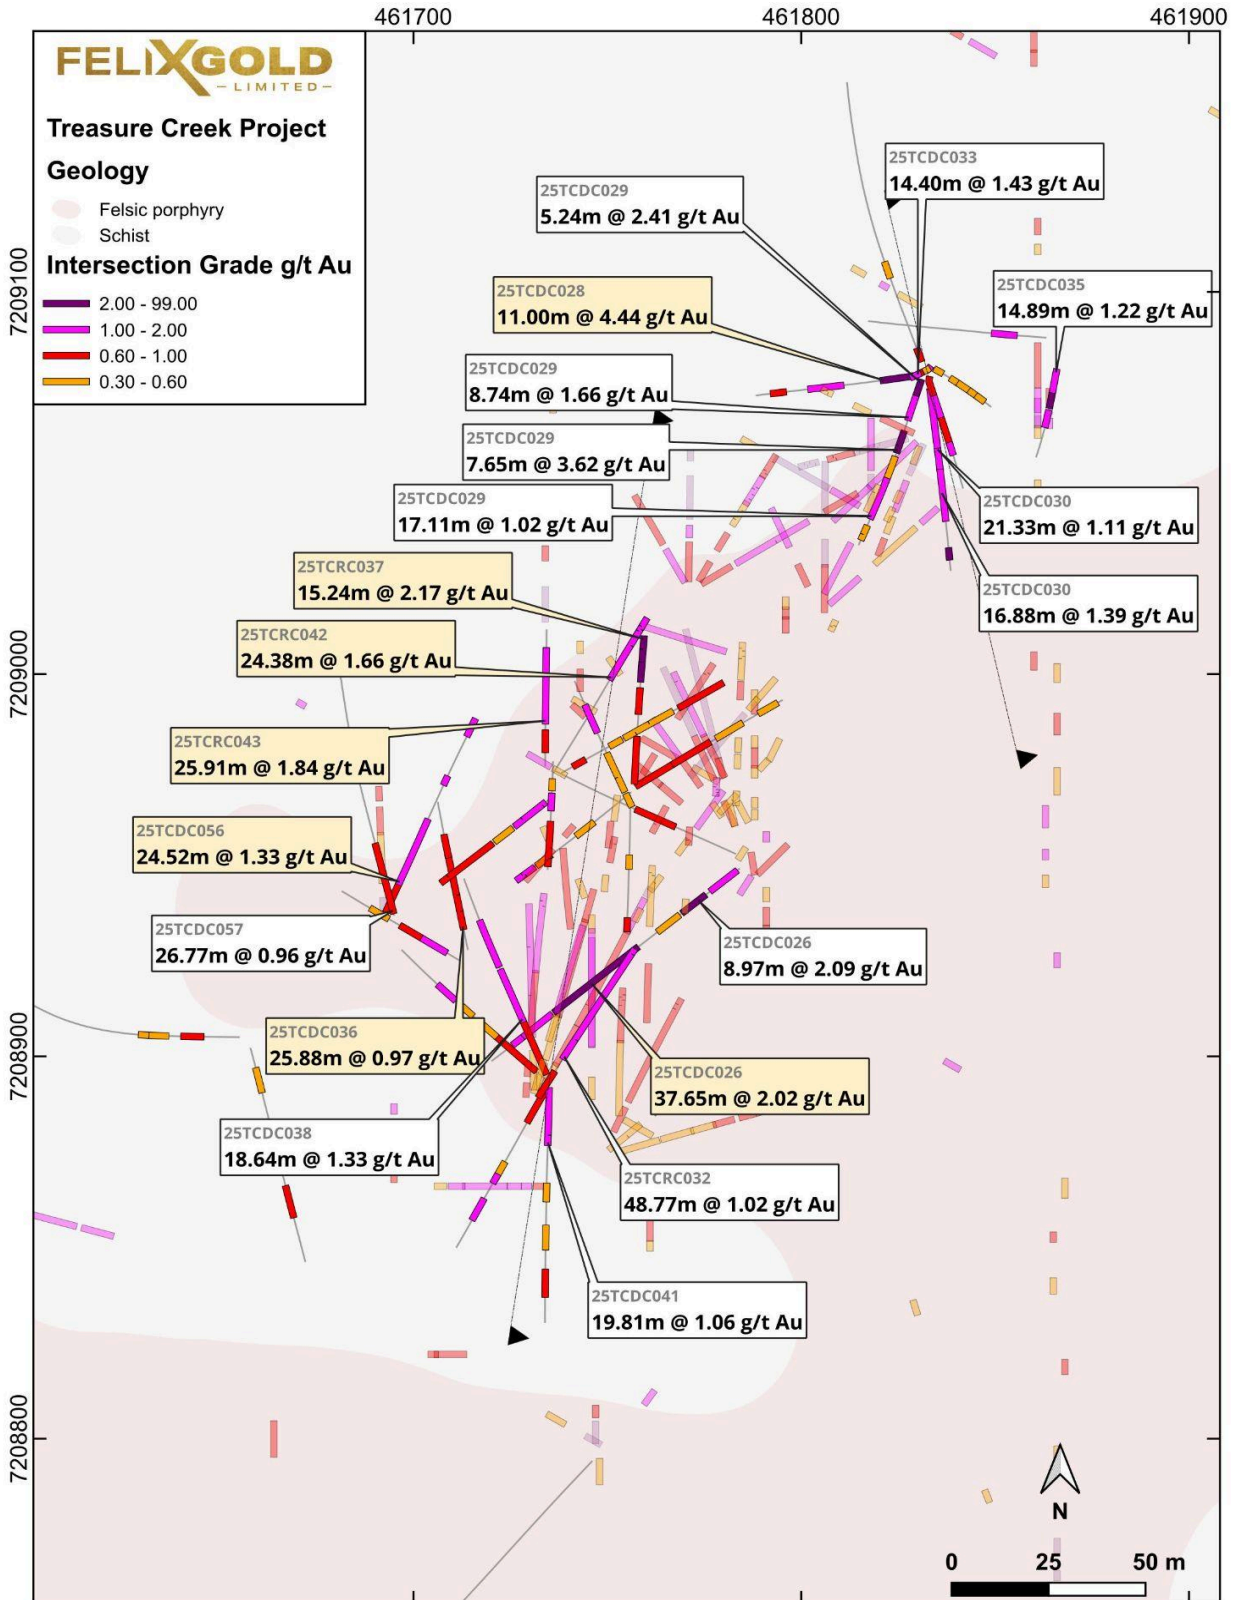 461700
461800
461900
FELIXGOLD
LIMITED
Treasure Creek Project
Geology
Felsic porphyry
Schist
Intersection Grade g/t Au
2.00 - 99.00
1.00 - 2.00
0.60 - 1.00
0.30 - 0.60
7209100
7209000
7208900
7208800
25TCDC033
14.40m @ 1.43 g/t Au
25TCDC029
5.24m @ 2.41 g/t Au
25TCDC028
11.00m @ 4.44 g/t Au
25TCDC035
14.89m @ 1.22 g/t Au
25TCDC029
8.74m @ 1.66 g/t Au
25TCDC029
7.65m @ 3.62 g/t Au
25TCDC029
17.11m @ 1.02 g/t Au
25TCDC030
21.33m @ 1.11 g/t Au
25TCRC037
15.24m @ 2.17 g/t Au
25TCDC030
16.88m @ 1.39 g/t Au
25TCRC042
24.38m @ 1.66 g/t Au
25TCRC043
25.91m @ 1.84 g/t Au
25TCDC056
24.52m @ 1.33 g/t Au
25TCDC057
26.77m @ 0.96 g/t Au
25TCDC026
8.97m @ 2.09 g/t Au
25TCDC036
25.88m @ 0.97 g/t Au
25TCDC026
37.65m @ 2.02 g/t Au
25TCDC038
18.64m @ 1.33 g/t Au
25TCRC032
48.77m @ 1.02 g/t Au
25TCDC041
19.81m @ 1.06 g/t Au
N
0 25 50 m